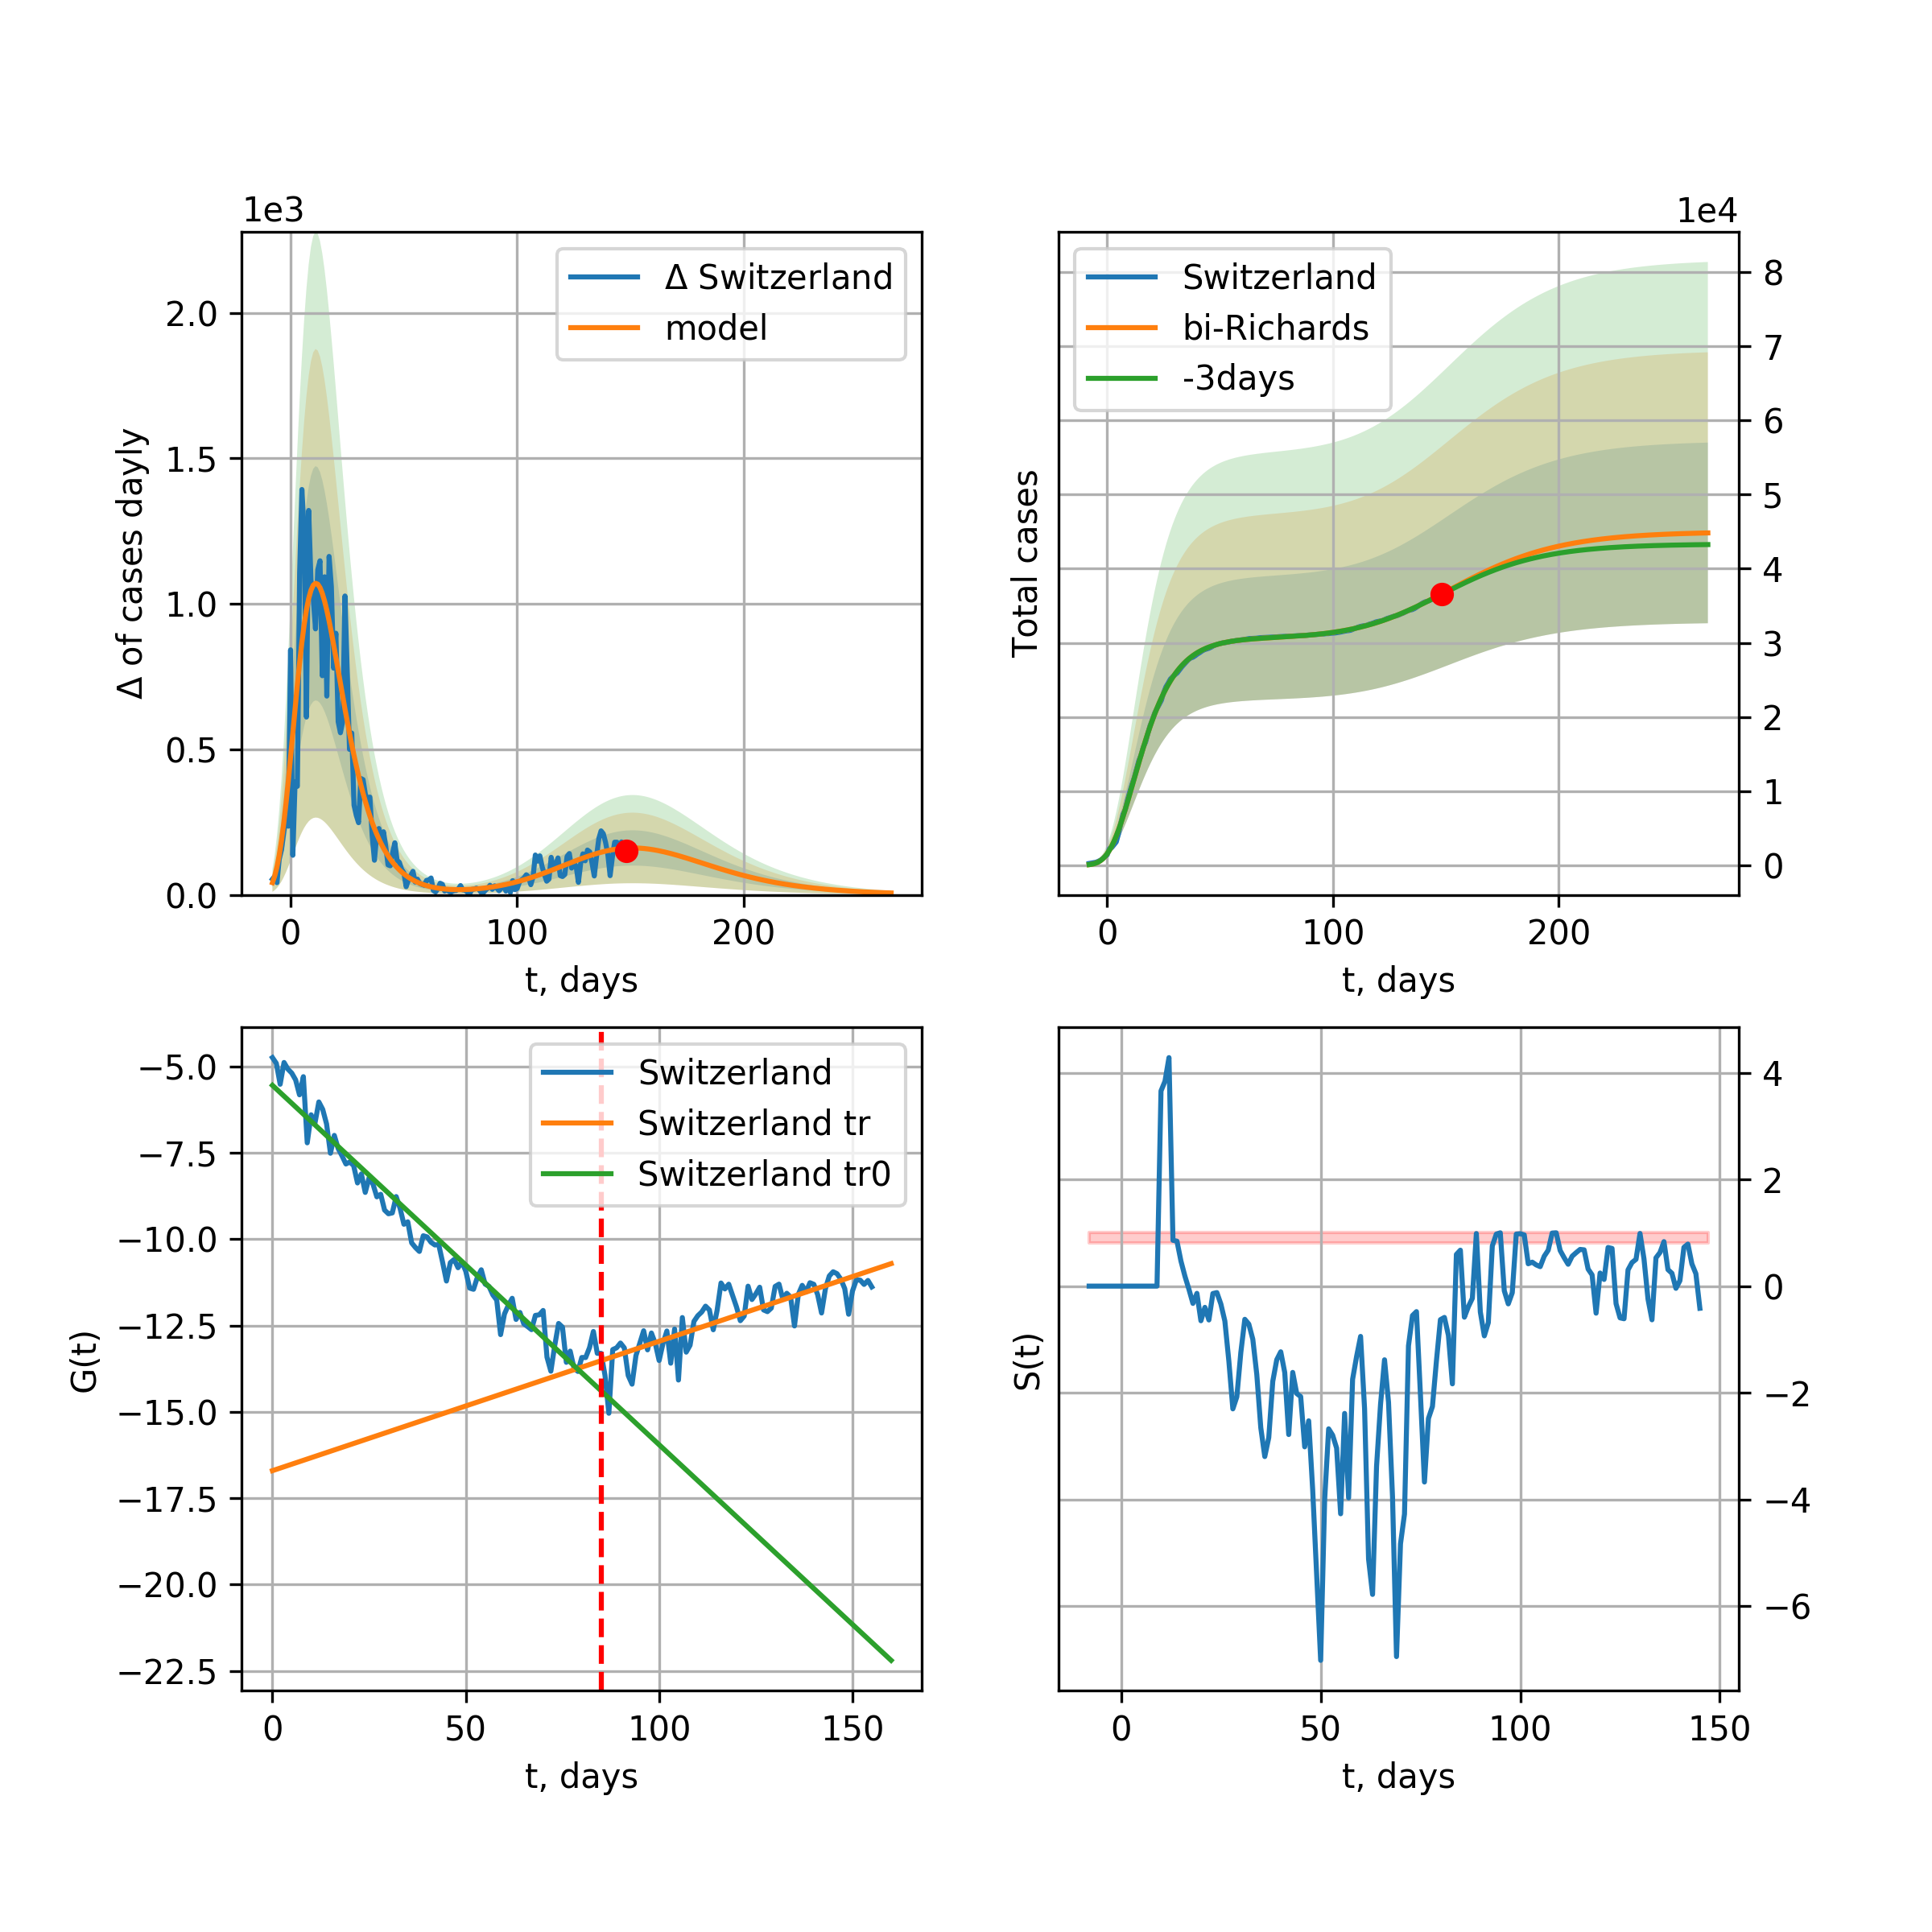 1e3
Δ of cases dayly
2.0
1.5
1.0
0.5
0.0
0 100 200
t, days
Δ Switzerland
model
1e4
Total cases
8
7
6
5
4
3
2
1
0
0 100 200
t, days
Switzerland
bi-Richards
-3days
G(t)
−5.0
−7.5
−10.0
−12.5
−15.0
−17.5
−20.0
−22.5
0 50 100 150
t, days
Switzerland
Switzerland tr
Switzerland tr0
S(t)
4
2
0
−2
−4
−6
0 50 100 150
t, days